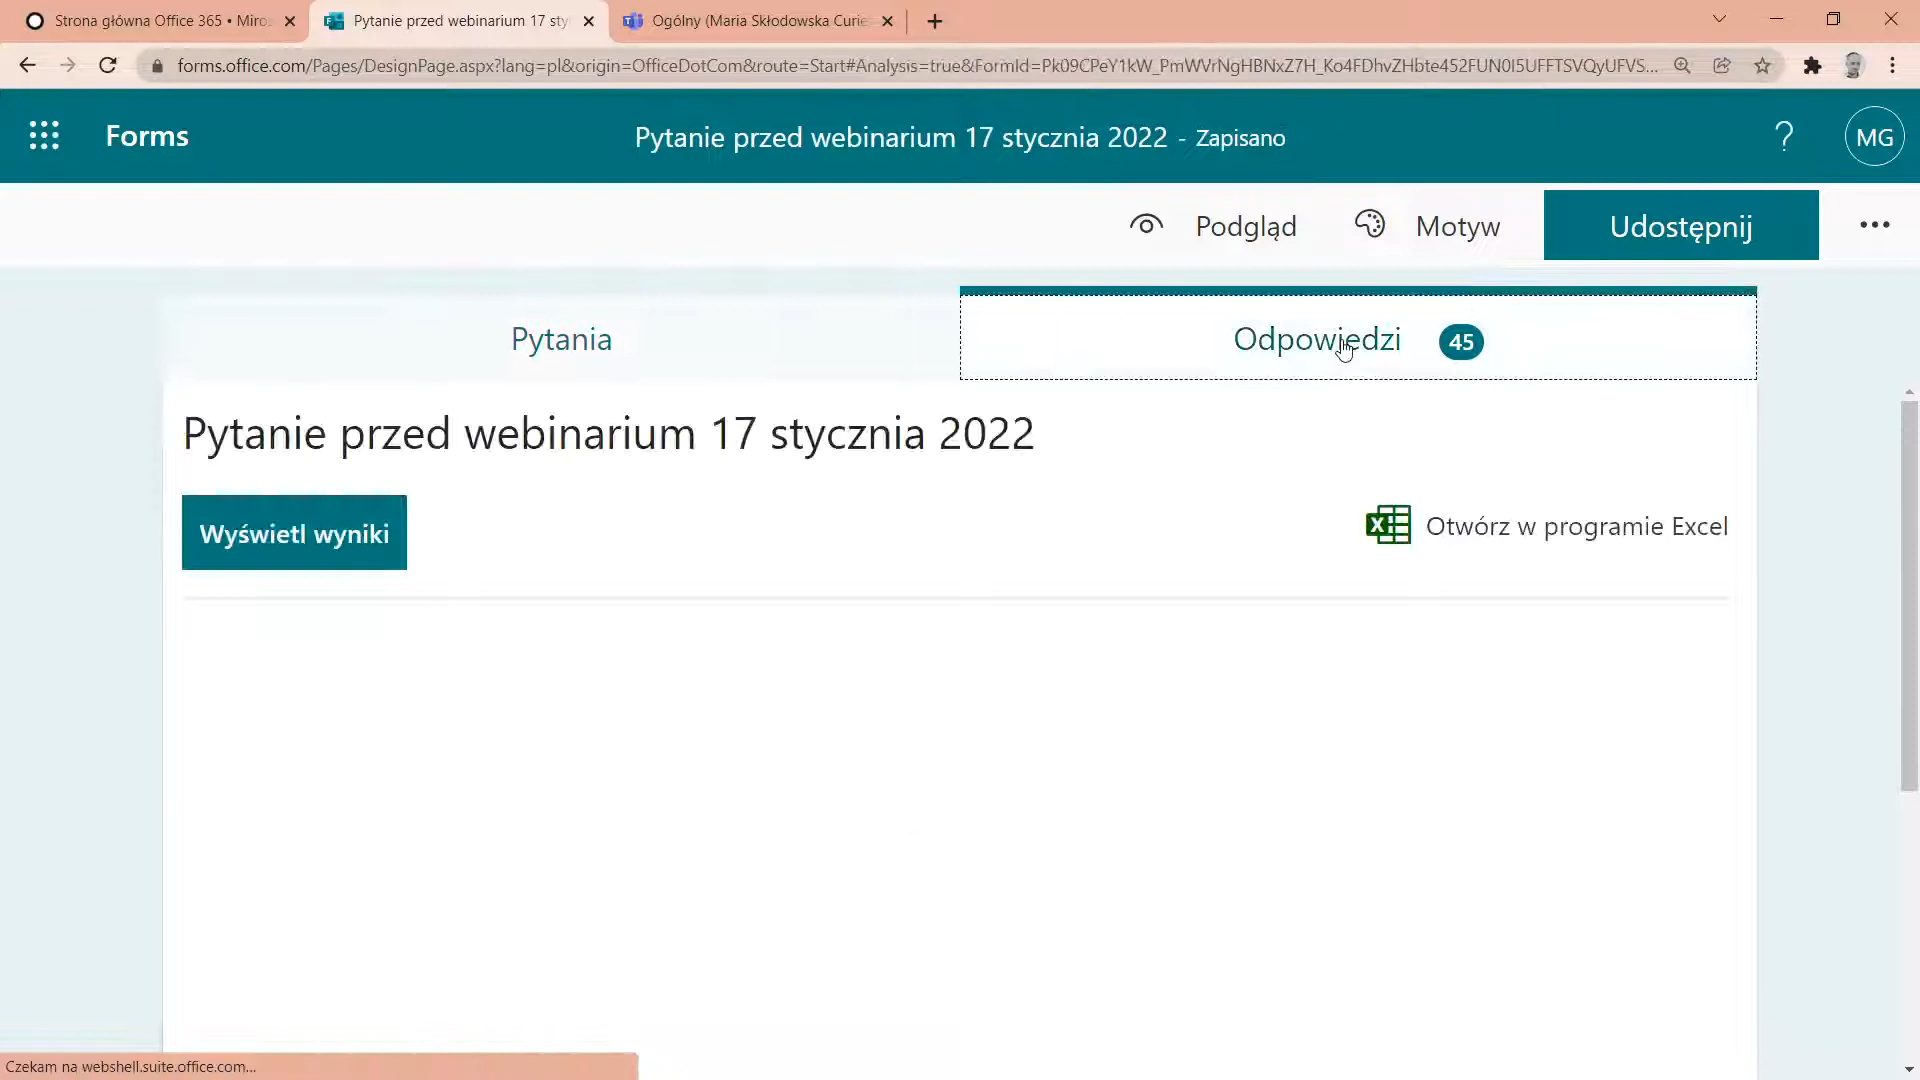 Strona główna Office 365 • Miros
Pytanie przed webinarium 17 sty
Ogólny (Maria Skłodowska Curie
forms.office.com/Pages/DesignPage.aspx?lang=pl&origin=OfficeDotCom&route=Start#Analysis=true&FormId=Pk09CPeY1kW_PmWVrNgHBNxZ7H_Ko4FDhvZHbte452FUN0I5UFFTSVQyUFVS...
Forms
Pytanie przed webinarium 17 stycznia 2022 - Zapisano
?
MG
Podgląd
Motyw
Udostępnij
Pytania
Odpowiedzi
45
Pytanie przed webinarium 17 stycznia 2022
Wyświetl wyniki
Otwórz w programie Excel
Czekam na webshell.suite.office.com...